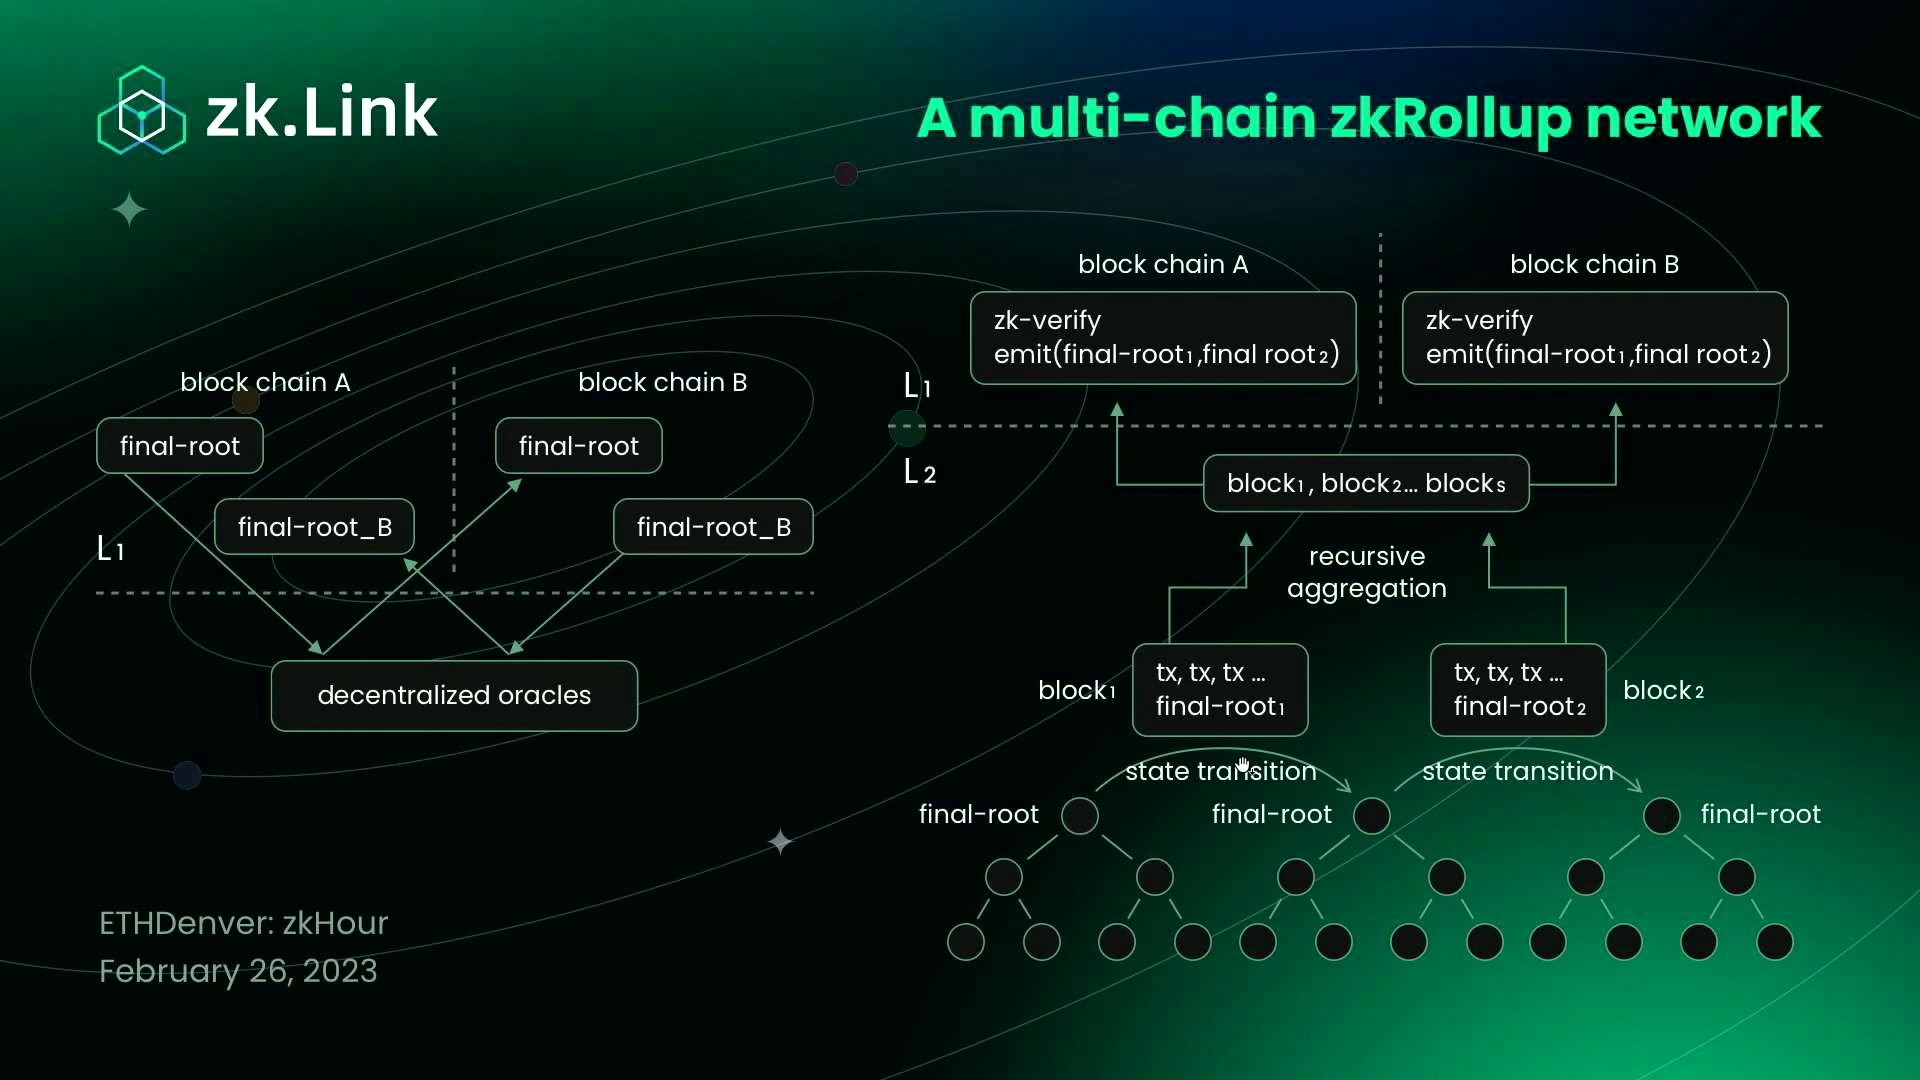 zk.Link
A multi-chain zkRollup network
block chain A
block chain B
final-root
final-root
final-root_B
final-root_B
L1
decentralized oracles
block chain A
block chain B
zk-verify
emit(final-root1,final root2)
zk-verify
emit(final-root1,final root2)
L1
L2
block1, block2... blocks
recursive
aggregation
block1
tx, tx, tx ...
final-root1
tx, tx, tx ...
final-root2
block2
state transition
state transition
final-root
final-root
final-root
ETHDenver: zkHour
February 26, 2023